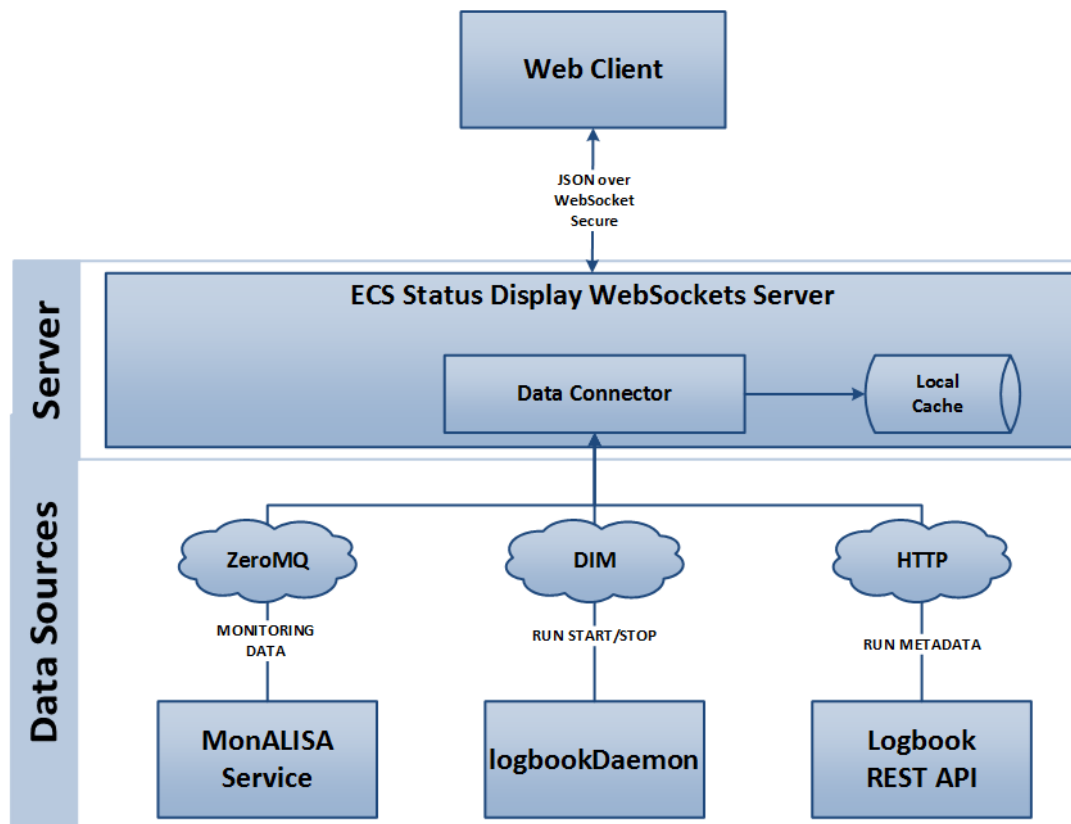 Web Client
JSON over
WebSocket
Secure
Server
ECS Status Display WebSockets Server
Data Connector
Local
Cache
Data Sources
ZeroMQ
DIM
HTTP
MONITORING
DATA
RUN START/STOP
RUN METADATA
MonALISA
Service
logbookDaemon
Logbook
REST API